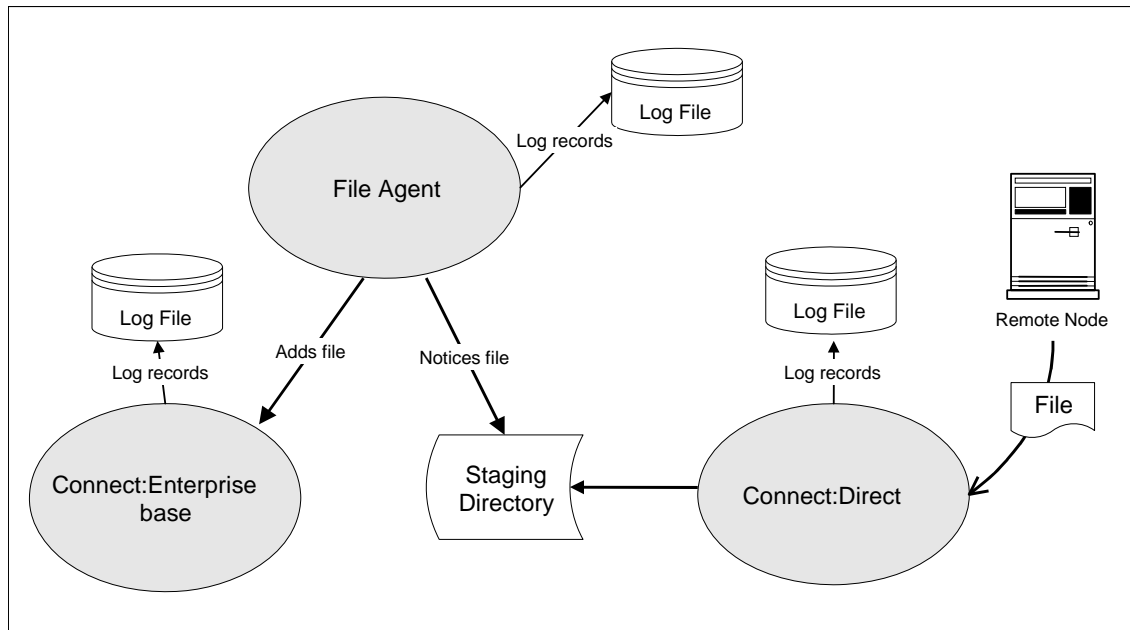 Log File
Log records
File Agent
Log File
Log File
Remote Node
Adds file
Notices file
Log records
Log records
File
Staging
Directory
Connect:Enterprise
base
Connect:Direct